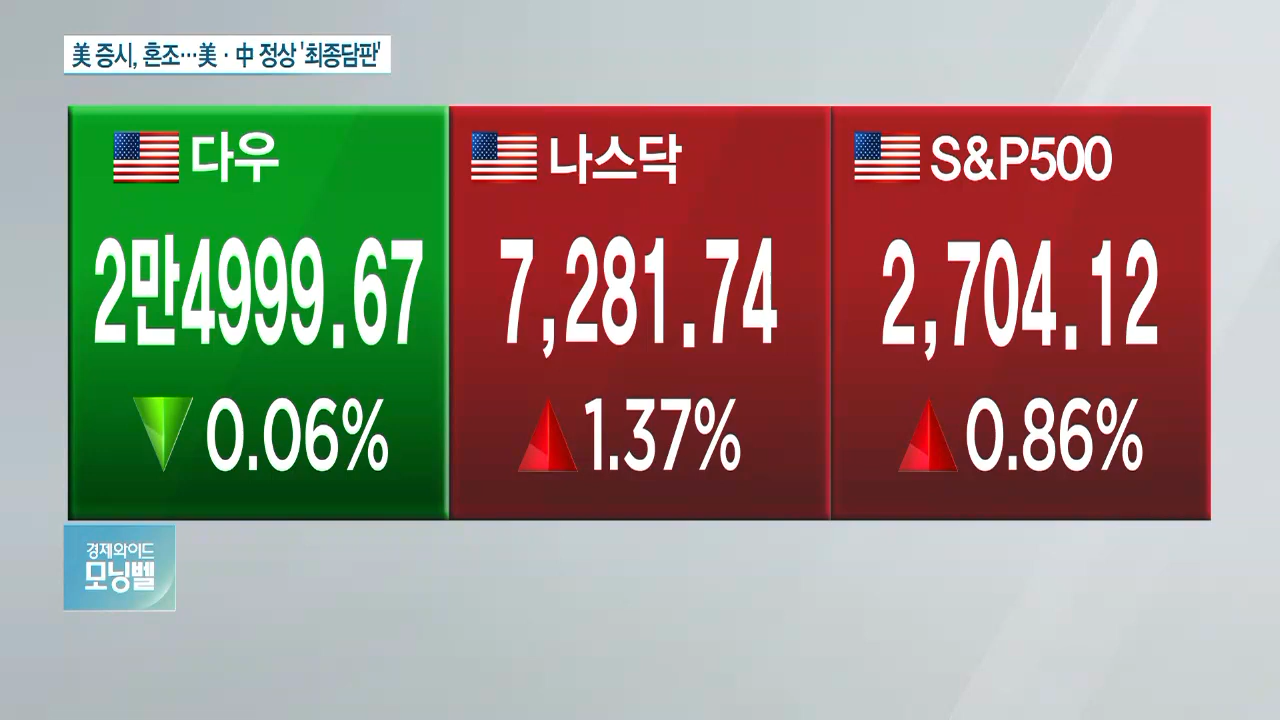 美 증시, 혼조…美·中 정상 '최종담판'
다우
2만4999.67
0.06%
나스닥
7,281.74
1.37%
S&P500
2,704.12
0.86%
경제와이드
모닝벨